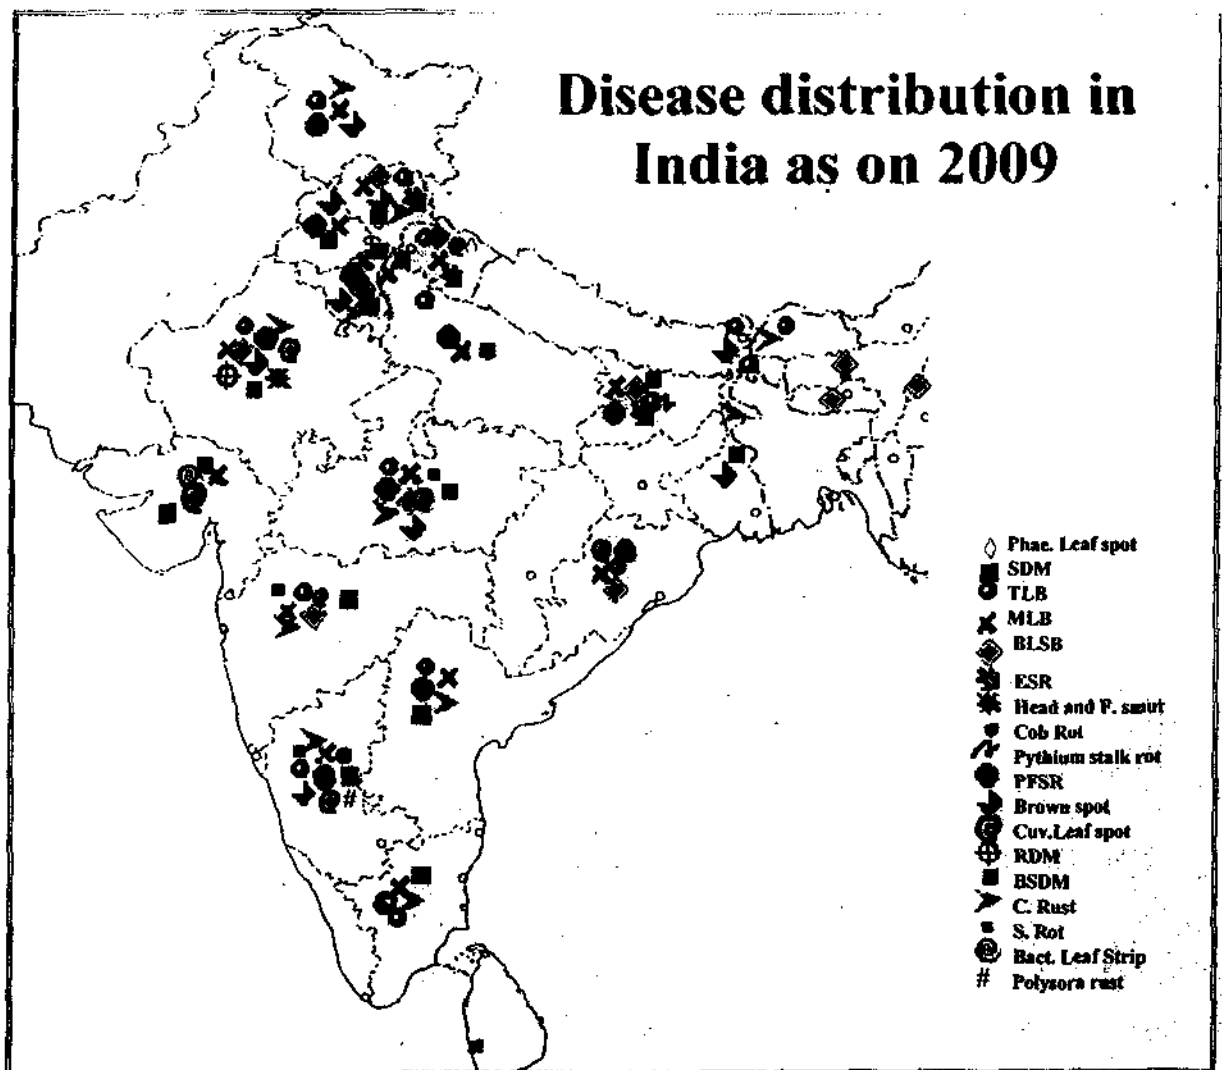 Disease distribution in
India as on 2009
Phae. Leaf spot
SDM
TLB
MLB
BLSB
ESR
Head and F. smut
Cob Rot
Pythium stalk rot
PFSR
Brown spot
Cuv.Leaf spot
RDM
BSDM
C. Rust
S. Rot
Bact. Leaf Strip
# Polysora rust